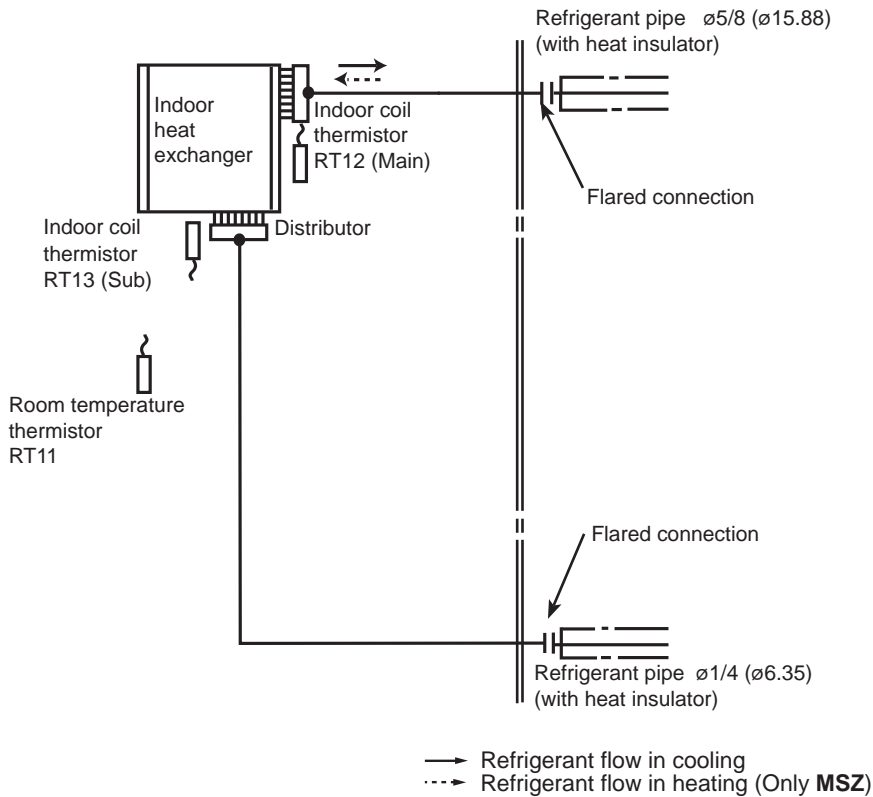 Refrigerant pipe ø5/8 (ø15.88)
(with heat insulator)
Indoor
heat
exchanger
Indoor coil
thermistor
RT12 (Main)
Flared connection
Indoor coil
thermistor
RT13 (Sub)
Distributor
Room temperature
thermistor
RT11
Flared connection
Refrigerant pipe ø1/4 (ø6.35)
(with heat insulator)
Refrigerant flow in cooling
Refrigerant flow in heating (Only MSZ)